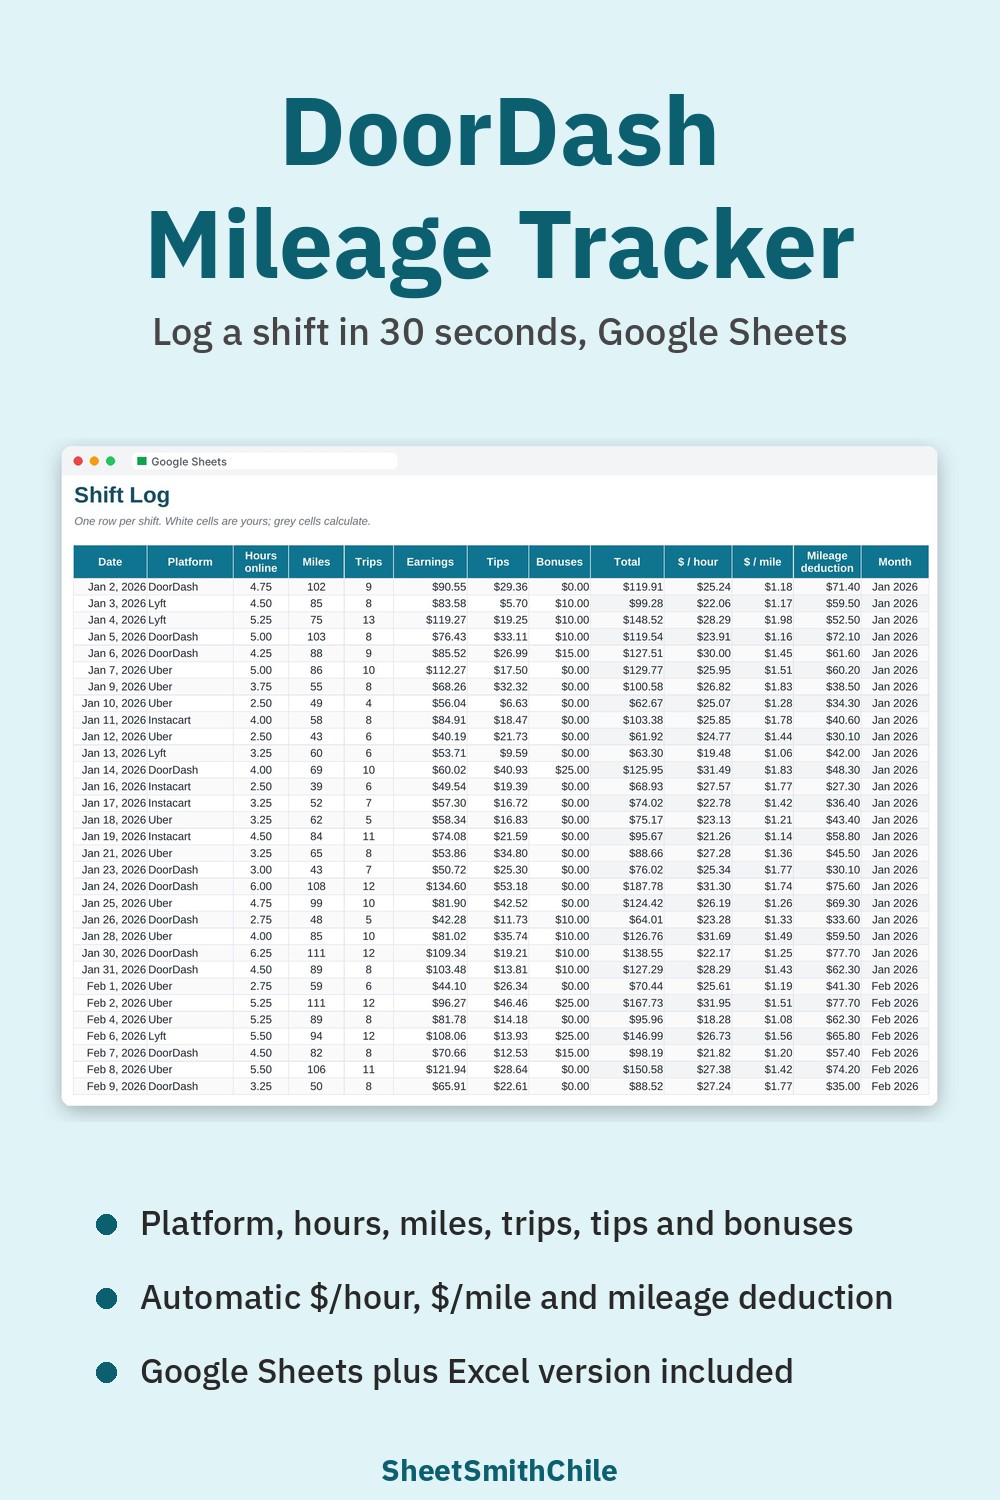 DoorDash
Mileage Tracker
Log a shift in 30 seconds, Google Sheets
Google Sheets
Shift Log
One row per shift. White cells are yours; grey cells calculate.
Date Platform Hours online Miles Trips Earnings Tips Bonuses Total $ / hour $ / mile Mileage deduction Month
Jan 2, 2026 DoorDash 4.75 102 9 $90.55 $29.36 $0.00 $119.91 $25.24 $1.18 $71.40 Jan 2026
Jan 3, 2026 Lyft 4.50 85 8 $83.58 $5.70 $10.00 $99.28 $22.06 $1.17 $59.50 Jan 2026
Jan 4, 2026 Lyft 5.25 75 13 $119.27 $19.25 $10.00 $148.52 $28.29 $1.98 $52.50 Jan 2026
Jan 5, 2026 DoorDash 5.00 103 8 $76.43 $33.11 $10.00 $119.54 $23.91 $1.16 $72.10 Jan 2026
Jan 6, 2026 DoorDash 4.25 88 9 $85.52 $26.99 $15.00 $127.51 $30.00 $1.45 $61.60 Jan 2026
Jan 7, 2026 Uber 5.00 86 10 $112.27 $17.50 $0.00 $129.77 $25.95 $1.51 $60.20 Jan 2026
Jan 9, 2026 Uber 3.75 55 8 $68.26 $32.32 $0.00 $100.58 $26.82 $1.83 $38.50 Jan 2026
Jan 10, 2026 Uber 2.50 49 4 $56.04 $6.63 $0.00 $62.67 $25.07 $1.28 $34.30 Jan 2026
Jan 11, 2026 Instacart 4.00 58 8 $84.91 $18.47 $0.00 $103.38 $25.85 $1.78 $40.60 Jan 2026
Jan 12, 2026 Uber 2.50 43 6 $40.19 $21.73 $0.00 $61.92 $24.77 $1.44 $30.10 Jan 2026
Jan 13, 2026 Lyft 3.25 60 6 $53.71 $9.59 $0.00 $63.30 $19.48 $1.06 $42.00 Jan 2026
Jan 14, 2026 DoorDash 4.00 69 10 $60.02 $40.93 $25.00 $125.95 $31.49 $1.83 $48.30 Jan 2026
Jan 16, 2026 Instacart 2.50 39 6 $49.54 $19.39 $0.00 $68.93 $27.57 $1.77 $27.30 Jan 2026
Jan 17, 2026 Instacart 3.25 52 7 $57.30 $16.72 $0.00 $74.02 $22.78 $1.42 $36.40 Jan 2026
Jan 18, 2026 Uber 3.25 62 5 $58.34 $16.83 $0.00 $75.17 $23.13 $1.21 $43.40 Jan 2026
Jan 19, 2026 Instacart 4.50 84 11 $74.08 $21.59 $0.00 $95.67 $21.26 $1.14 $58.80 Jan 2026
Jan 21, 2026 Uber 3.25 65 8 $53.86 $34.80 $0.00 $88.66 $27.28 $1.36 $45.50 Jan 2026
Jan 23, 2026 DoorDash 3.00 43 7 $50.72 $25.30 $0.00 $76.02 $25.34 $1.77 $30.10 Jan 2026
Jan 24, 2026 DoorDash 6.00 108 12 $134.60 $53.18 $0.00 $187.78 $31.30 $1.74 $75.60 Jan 2026
Jan 25, 2026 Uber 4.75 99 10 $81.90 $42.52 $0.00 $124.42 $26.19 $1.26 $69.30 Jan 2026
Jan 26, 2026 DoorDash 2.75 48 5 $42.28 $11.73 $10.00 $64.01 $23.28 $1.33 $33.60 Jan 2026
Jan 28, 2026 Uber 4.00 85 10 $81.02 $35.74 $10.00 $126.76 $31.69 $1.49 $59.50 Jan 2026
Jan 30, 2026 DoorDash 6.25 111 12 $109.34 $19.21 $10.00 $138.55 $22.17 $1.25 $77.70 Jan 2026
Jan 31, 2026 DoorDash 4.50 89 8 $103.48 $13.81 $10.00 $127.29 $28.29 $1.43 $62.30 Jan 2026
Feb 1, 2026 Uber 2.75 59 6 $44.10 $26.34 $0.00 $70.44 $25.61 $1.19 $41.30 Feb 2026
Feb 2, 2026 Uber 5.25 111 12 $96.27 $46.46 $25.00 $167.73 $31.95 $1.51 $77.70 Feb 2026
Feb 4, 2026 Uber 5.25 89 8 $81.78 $14.18 $0.00 $95.96 $18.28 $1.08 $62.30 Feb 2026
Feb 6, 2026 Lyft 5.50 94 12 $108.06 $13.93 $25.00 $146.99 $26.73 $1.56 $65.80 Feb 2026
Feb 7, 2026 DoorDash 4.50 82 8 $70.66 $12.53 $15.00 $98.19 $21.82 $1.20 $57.40 Feb 2026
Feb 8, 2026 Uber 5.50 106 11 $121.94 $28.64 $0.00 $150.58 $27.38 $1.42 $74.20 Feb 2026
Feb 9, 2026 DoorDash 3.25 50 8 $65.91 $22.61 $0.00 $88.52 $27.24 $1.77 $35.00 Feb 2026
Platform, hours, miles, trips, tips and bonuses
Automatic $/hour, $/mile and mileage deduction
Google Sheets plus Excel version included
SheetSmithChile